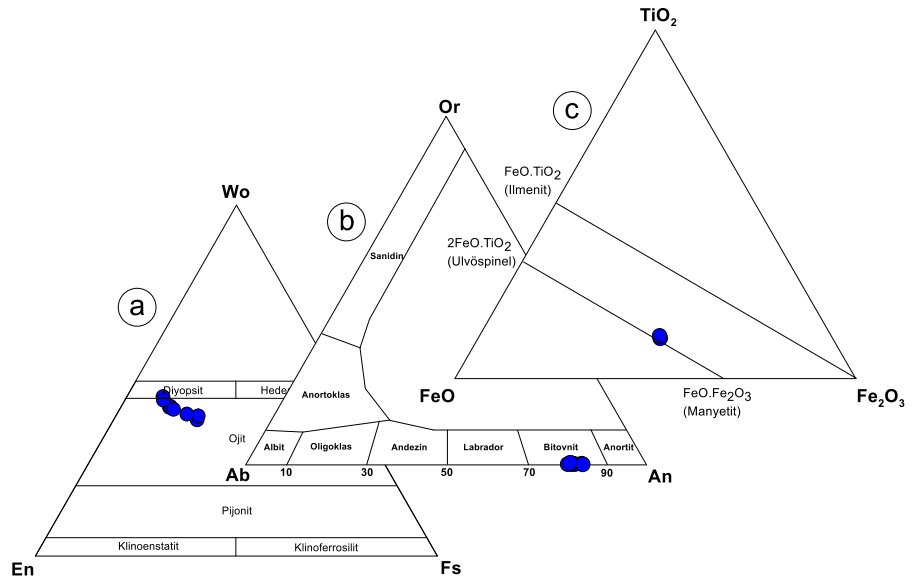 TiO2
c
Or
FeO.TiO2
(Ilmenit)
Wo
b
2FeO.TiO2
(Ulvöspinel)
Sanidin
a
FeO
Fe2O3
FeO.Fe2O3
(Manyetit)
Diyopsit
Hede
Anortoklas
Ojit
Albit
Oligoklas
Andezin
Labrador
Bitovnit
Anortit
Ab
10
30
50
70
90
An
Pijonit
Klinoenstatit
Klinoferrosilit
En
Fs